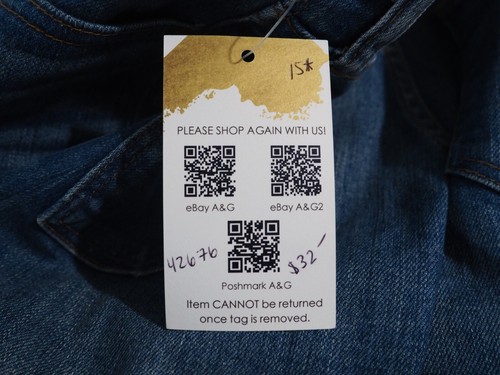 15*
PLEASE SHOP AGAIN WITH US!
eBay A&G eBay A&G2
42676 $32-
Poshmark A&G
Item CANNOT be returned
once tag is removed.